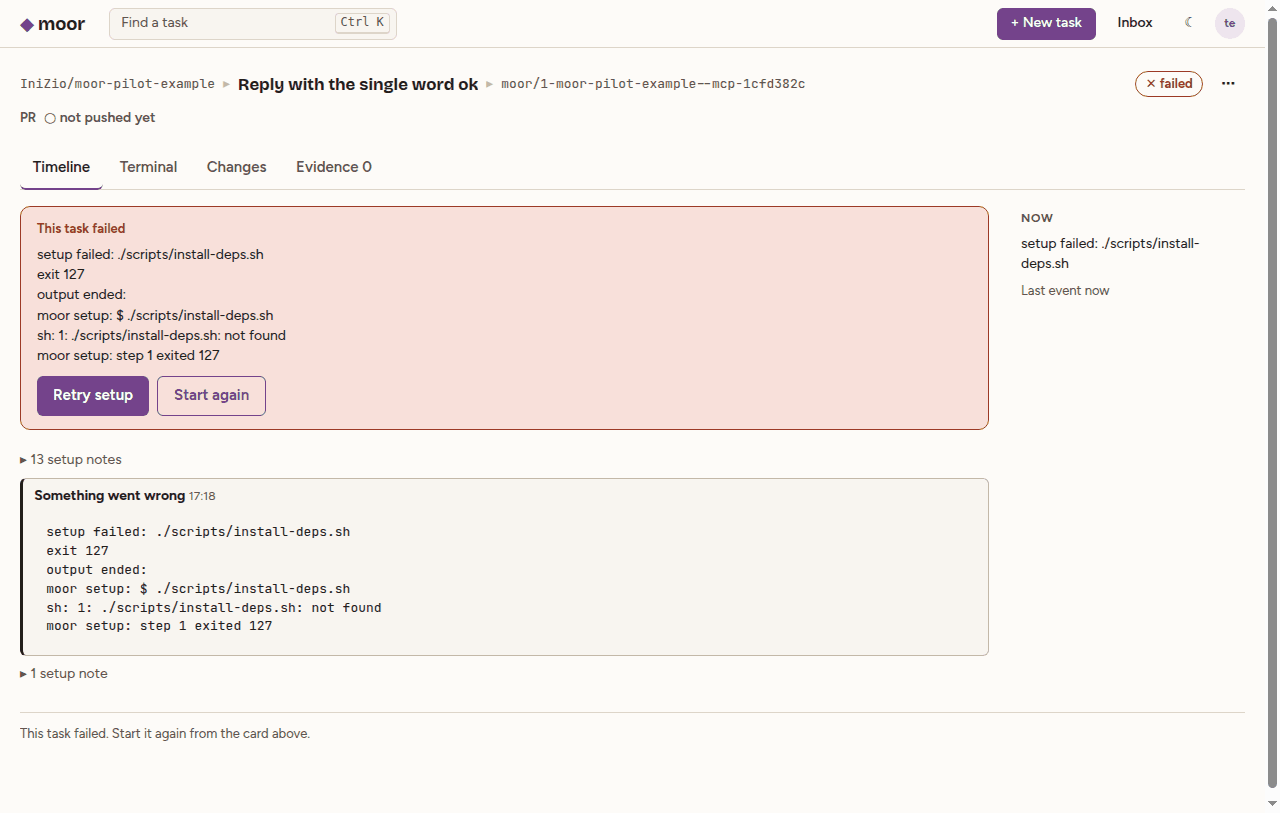 moor
Find a task
Ctrl K
+ New task
Inbox
te
IniZio/moor-pilot-example ▸ Reply with the single word ok ▸ moor/1-moor-pilot-example--mcp-1cfd382c
✕ failed
···
PR ○ not pushed yet
Timeline
Terminal
Changes
Evidence 0
This task failed
setup failed: ./scripts/install-deps.sh
exit 127
output ended:
moor setup: $ ./scripts/install-deps.sh
sh: 1: ./scripts/install-deps.sh: not found
moor setup: step 1 exited 127
Retry setup
Start again
NOW
setup failed: ./scripts/install-
deps.sh
Last event now
▸ 13 setup notes
Something went wrong 17:18
setup failed: ./scripts/install-deps.sh
exit 127
output ended:
moor setup: $ ./scripts/install-deps.sh
sh: 1: ./scripts/install-deps.sh: not found
moor setup: step 1 exited 127
▸ 1 setup note
This task failed. Start it again from the card above.